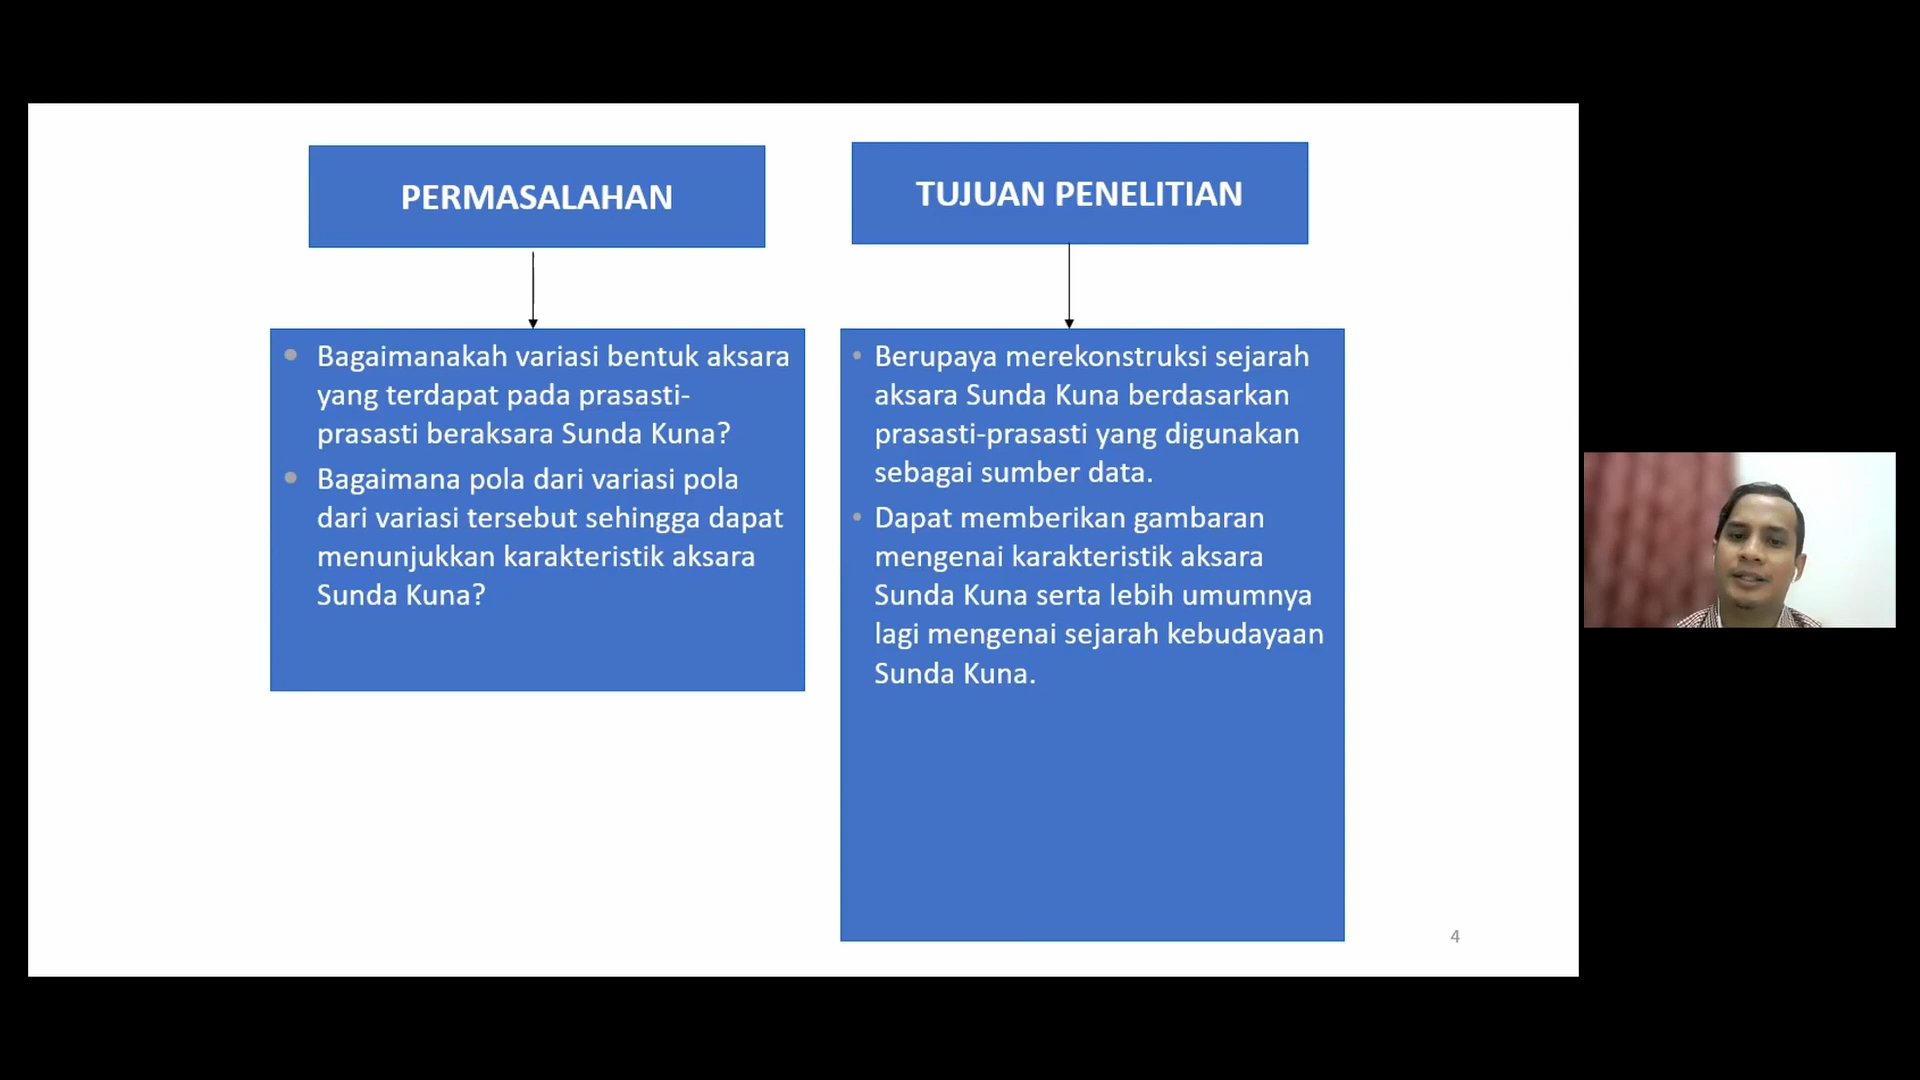 PERMASALAHAN
Bagaimanakah variasi bentuk aksara
yang terdapat pada prasasti-
prasasti beraksara Sunda Kuna?
Bagaimana pola dari variasi pola
dari variasi tersebut sehingga dapat
menunjukkan karakteristik aksara
Sunda Kuna?
TUJUAN PENELITIAN
Berupaya merekonstruksi sejarah
aksara Sunda Kuna berdasarkan
prasasti-prasasti yang digunakan
sebagai sumber data.
Dapat memberikan gambaran
mengenai karakteristik aksara
Sunda Kuna serta lebih umumnya
lagi mengenai sejarah kebudayaan
Sunda Kuna.
4